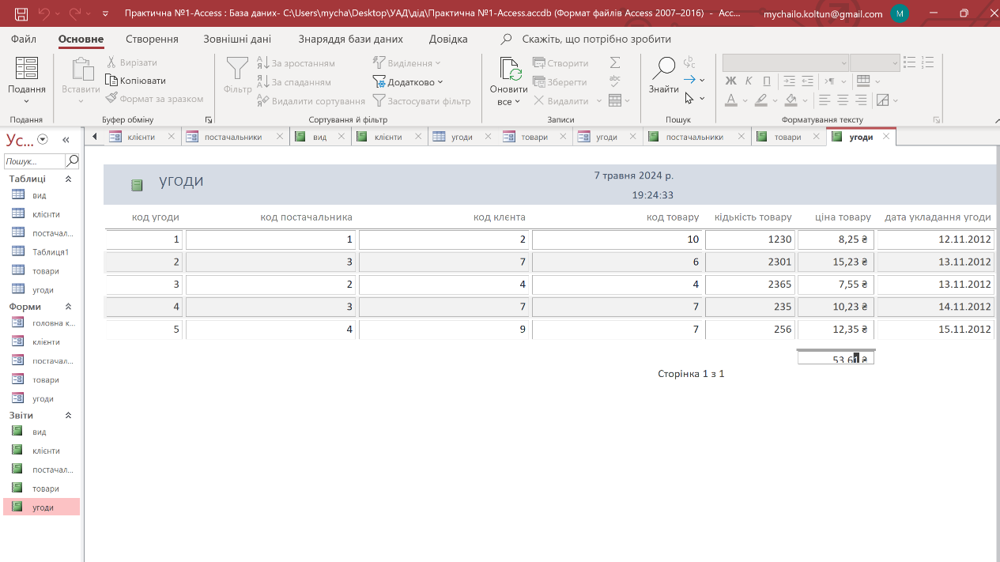 Практична №1-Access : База даних- C:\Users\mycha\Desktop\УАД\дід\Практична №1-Access.accdb (Формат файлів Access 2007–2016) - Acc...
mychailo.koltun@gmail.com M
Файл Основне Створення Зовнішні дані Знаряддя бази даних Довідка Скажіть, що потрібно зробити
Подання
Вставити
Вирізати
Копіювати
Формат за зразком
Фільтр
За зростанням
За спаданням
Видалити сортування
Виділення
Додатково
Застосувати фільтр
Оновити
все
Створити
Зберегти
Видалити
Знайти
Ж К П
Подання Буфер обміну Сортування й фільтр Записи Пошук Форматування тексту
Ус...
Пошук...
Таблиці
вид
клієнти
постачал...
Таблиця1
товари
угоди
Форми
головна к...
клієнти
постачал...
товари
угоди
Звіти
вид
клієнти
постачал...
товари
угоди
клієнти постачальники вид клієнти угоди товари угоди постачальники товари угоди
угоди
7 травня 2024 р.
19:24:33
код угоди код постачальника код клєнта код товару кідькість товару ціна товару дата укладання угоди
1 1 2 10 1230 8,25 ₴ 12.11.2012
2 3 7 6 2301 15,23 ₴ 13.11.2012
3 2 4 4 2365 7,55 ₴ 13.11.2012
4 3 7 7 235 10,23 ₴ 14.11.2012
5 4 9 7 256 12,35 ₴ 15.11.2012
53,61 ₴
Сторінка 1 з 1